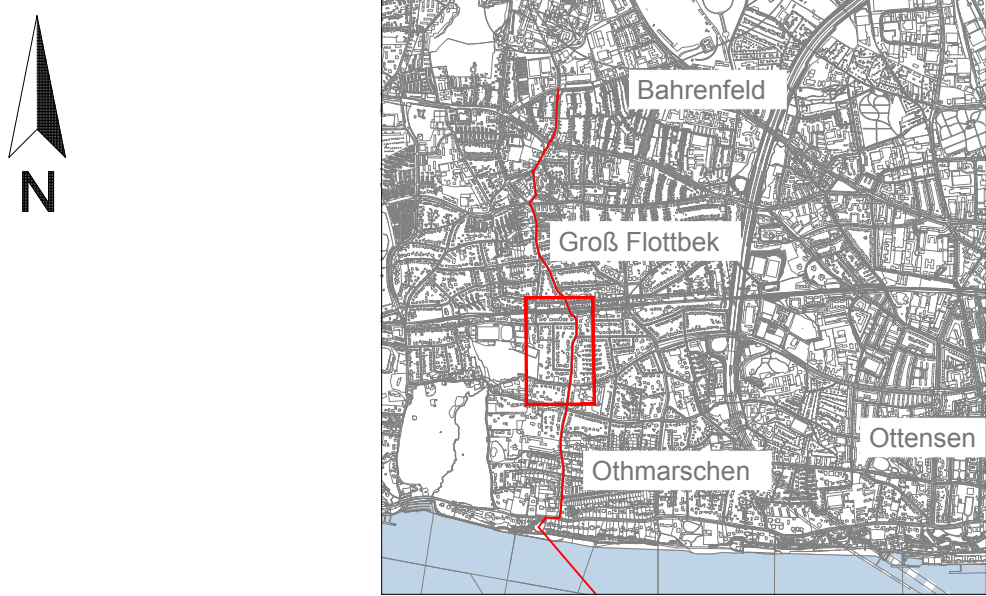 N
Bahrenfeld
Groß Flottbek
Ottensen
Othmarschen